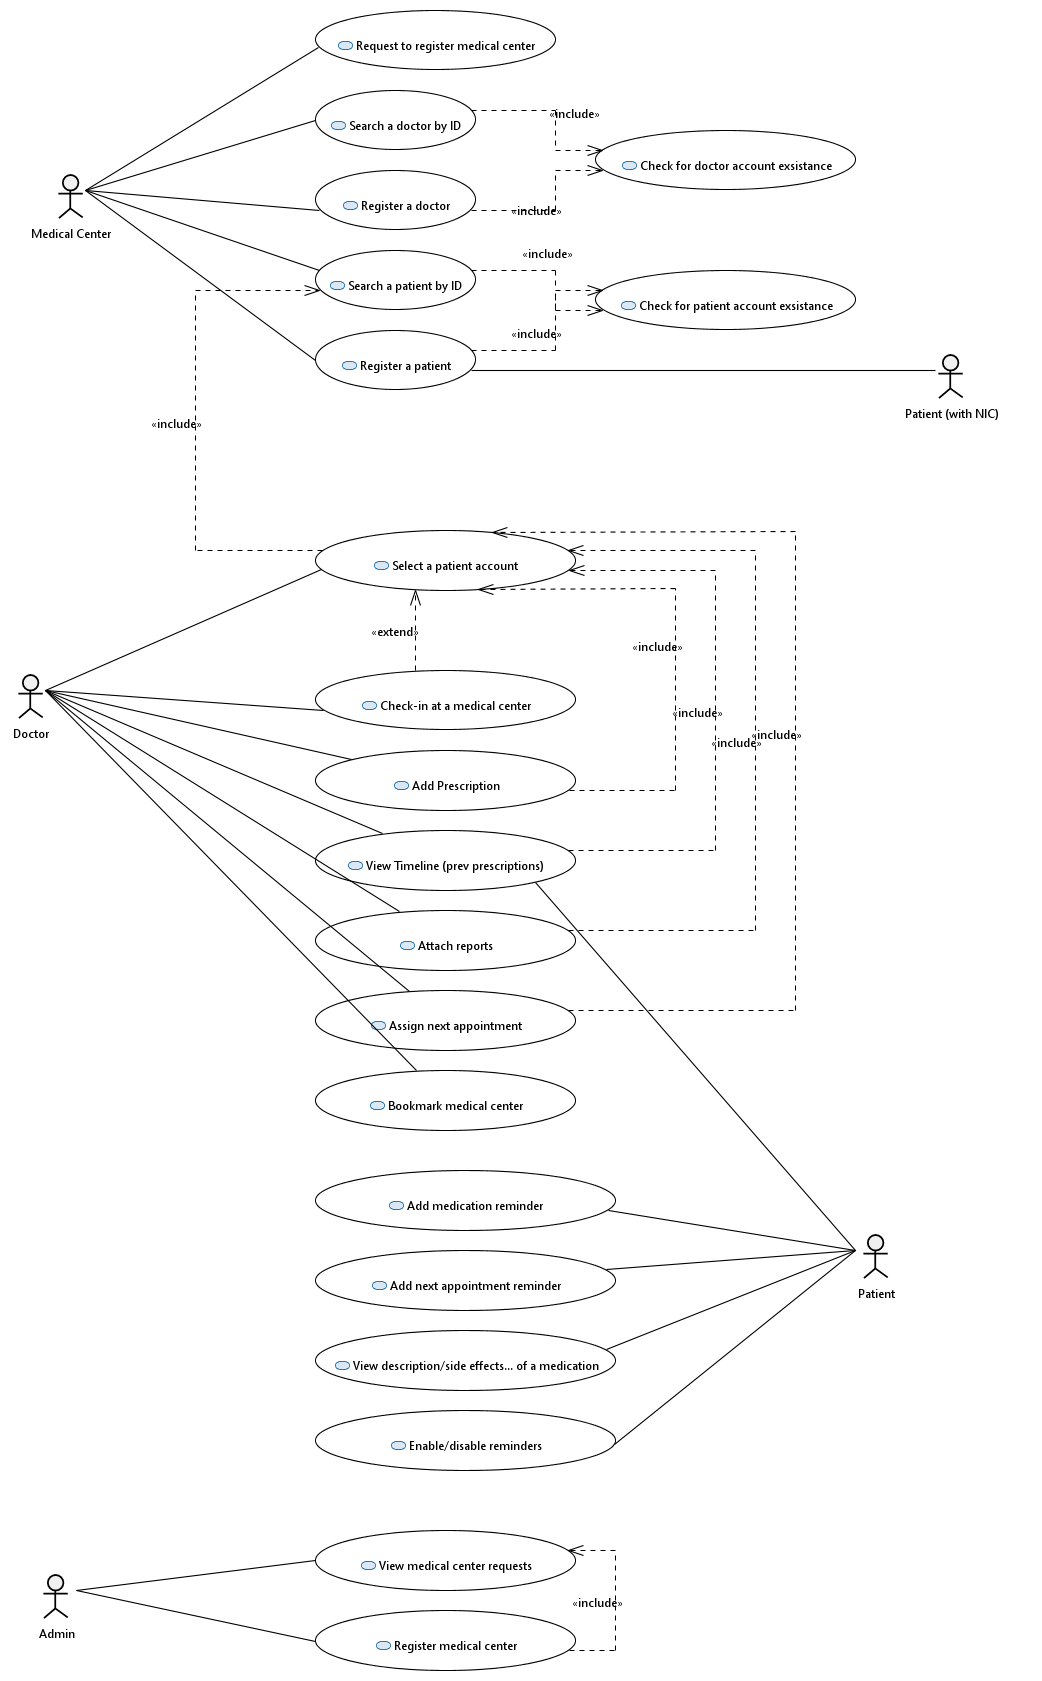 Request to register medical center
«include»
Search a doctor by ID
Check for doctor account exsistance
Register a doctor
«include»
Medical Center
«include»
Search a patient by ID
Check for patient account exsistance
«include»
Register a patient
Patient (with NIC)
«include»
Select a patient account
«extend»
«include»
Check-in at a medical center
«include»
Doctor
«include»
«include»
Add Prescription
View Timeline (prev prescriptions)
Attach reports
Assign next appointment
Bookmark medical center
Add medication reminder
Add next appointment reminder
Patient
View description/side effects... of a medication
Enable/disable reminders
View medical center requests
«include»
Admin
Register medical center